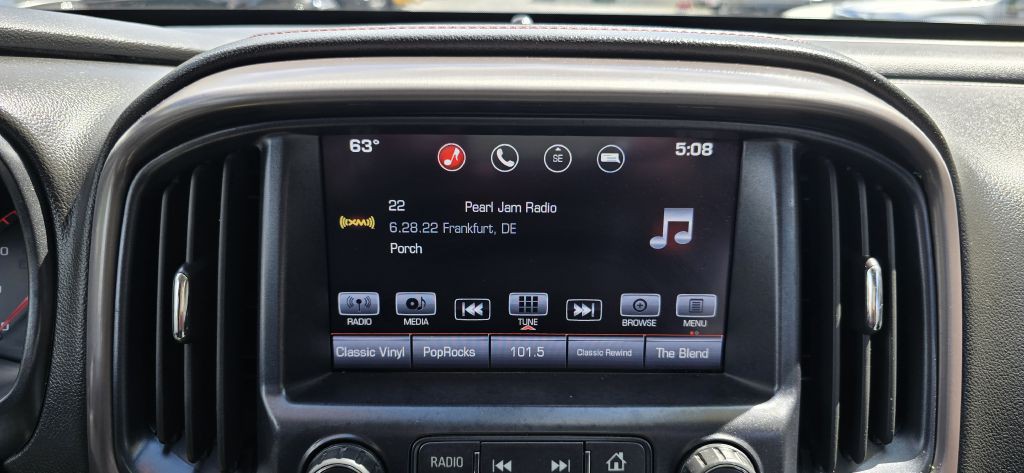 63° SE 5:08
22 Pearl Jam Radio
((XM))
6.28.22 Frankfurt, DE
Porch
RADIO MEDIA TUNE BROWSE MENU
Classic Vinyl PopRocks 101.5 Classic Rewind The Blend
RADIO